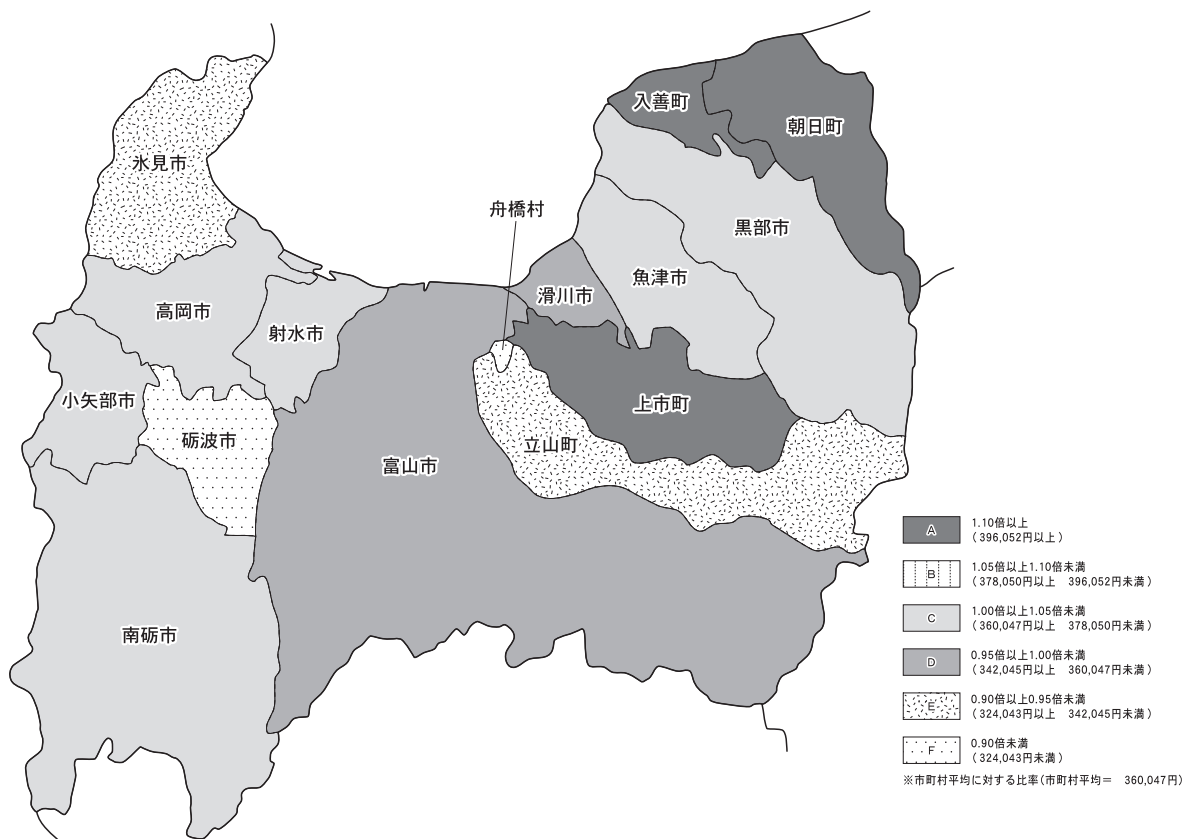 入善町
朝日町
氷見市
舟橋村
黒部市
魚津市
滑川市
高岡市
射水市
小矢部市
上市町
砺波市
立山町
富山市
南砺市
A 1.10倍以上
(396,052円以上)
B 1.05倍以上1.10倍未満
(378,050円以上 396,052円未満)
C 1.00倍以上1.05倍未満
(360,047円以上 378,050円未満)
D 0.95倍以上1.00倍未満
(342,045円以上 360,047円未満)
E 0.90倍以上0.95倍未満
(324,043円以上 342,045円未満)
F 0.90倍未満
(324,043円未満)
※市町村平均に対する比率(市町村平均＝ 360,047円)